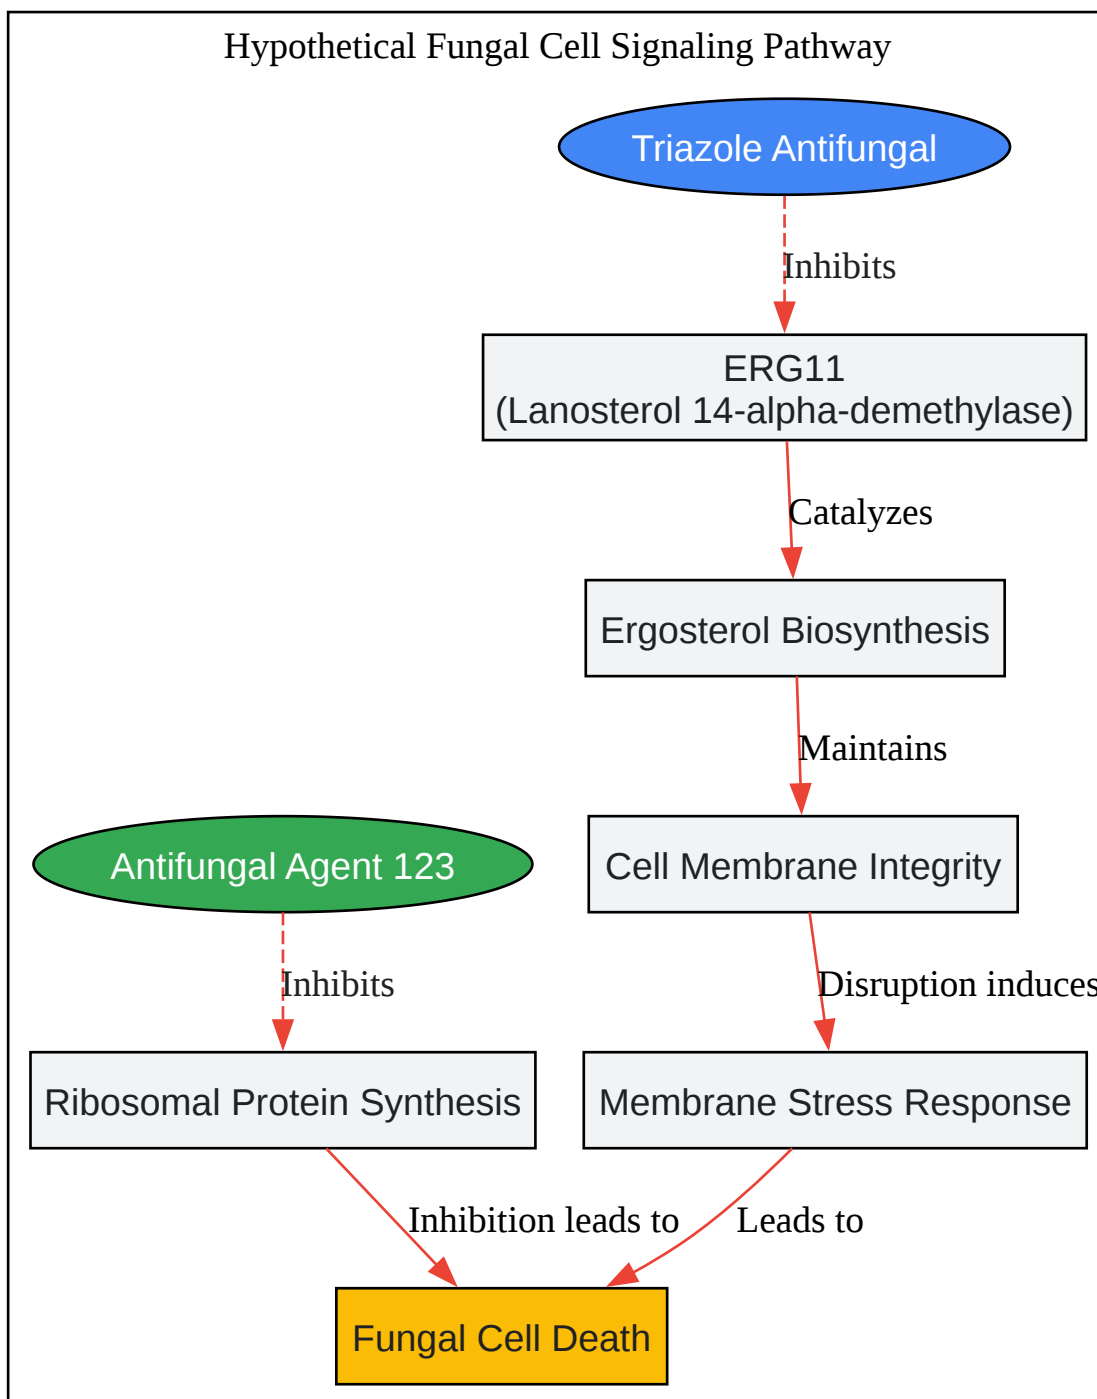 Hypothetical Fungal Cell Signaling Pathway
Triazole Antifungal
Inhibits
ERG11
(Lanosterol 14-alpha-demethylase)
Catalyzes
Ergosterol Biosynthesis
Maintains
Cell Membrane Integrity
Antifungal Agent 123
Disruption induces
Inhibits
Ribosomal Protein Synthesis
Membrane Stress Response
Inhibition leads to
Leads to
Fungal Cell Death